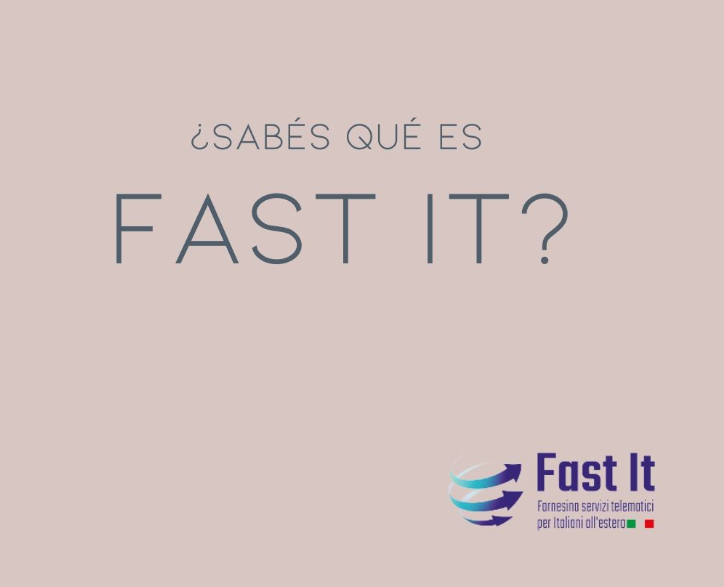 ¿SABÉS QUÉ ES
FAST IT?
Fast It
Farnesina servizi telematici
per Italiani all'estero